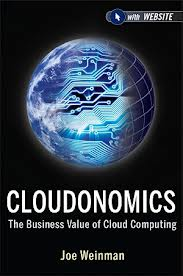 with WEBSITE
CLOUDONOMICS
The Business Value of Cloud Computing
Joe Weinman